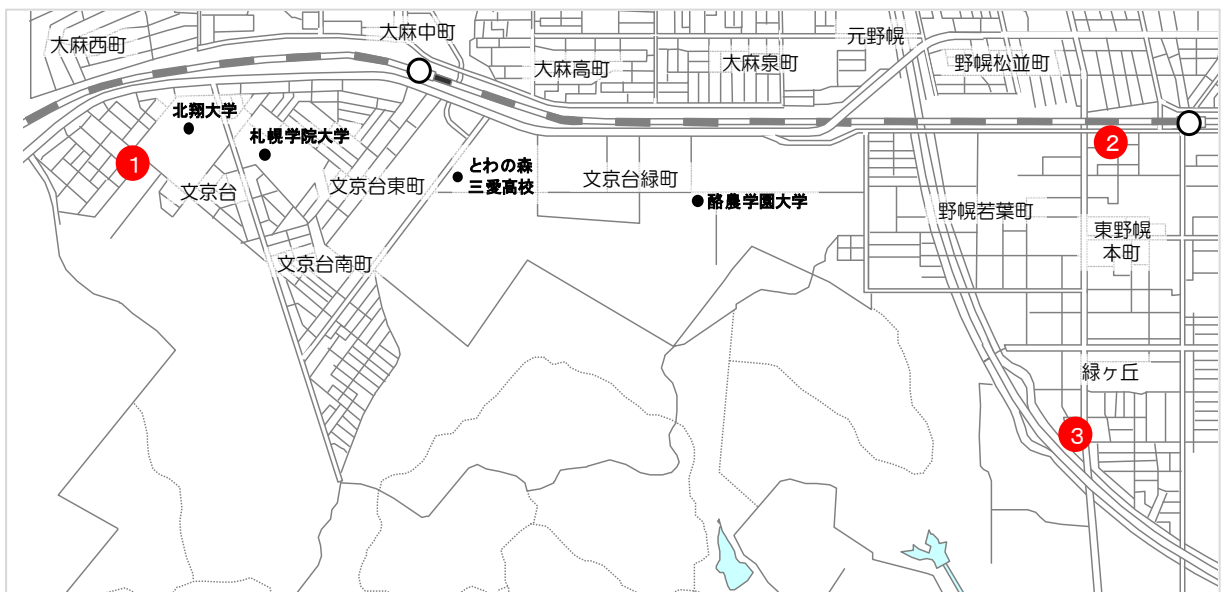 大麻西町
大麻中町
大麻高町
大麻泉町
元野幌
野幌松並町
北翔大学
札幌学院大学
1
文京台
文京台東町
とわの森
三愛高校
文京台緑町
酪農学園大学
2
野幌若葉町
東野幌
本町
文京台南町
緑ヶ丘
3